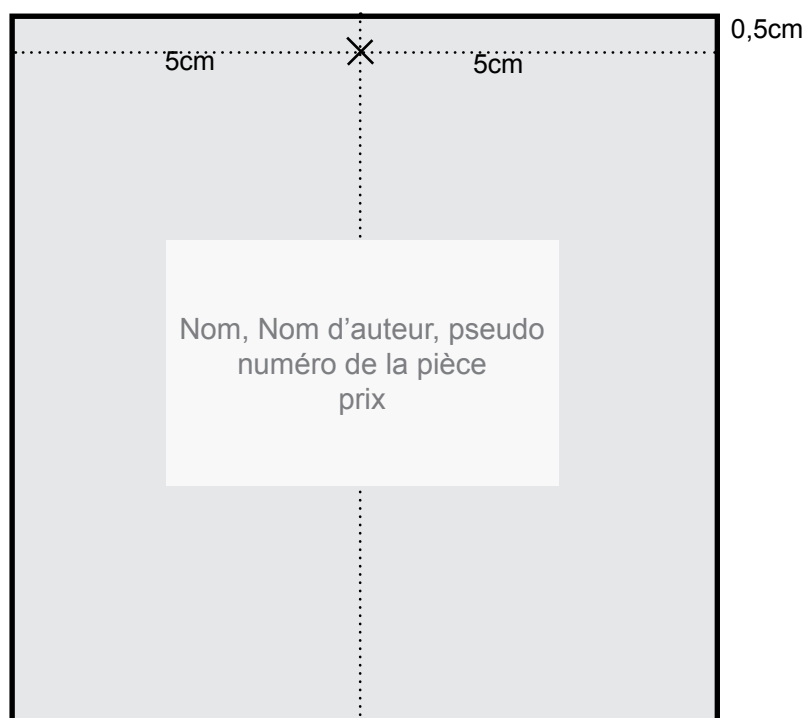 0,5cm
5cm
5cm
Nom, Nom d’auteur, pseudo
numéro de la pièce
prix